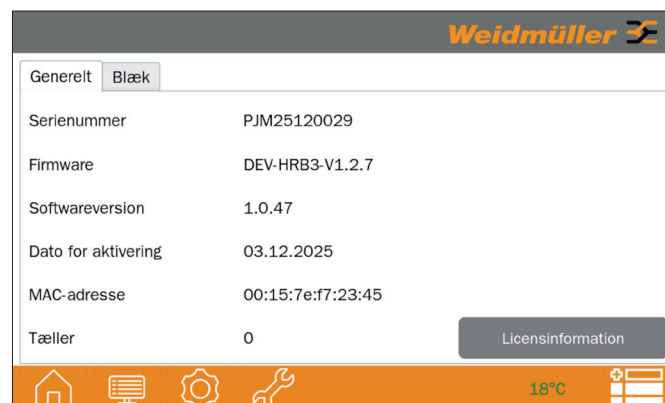 Weidmüller
Generelt Blæk
Serienummer PJM25120029
Firmware DEV-HRB3-V1.2.7
Softwareversion 1.0.47
Dato for aktivering 03.12.2025
MAC-adresse 00:15:7e:f7:23:45
Tæller 0 Licensinformation
18°C